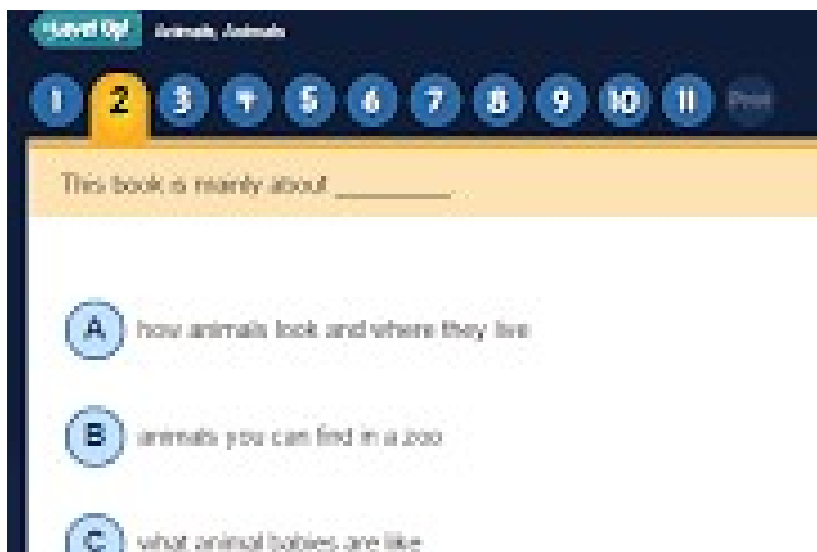 Level Up! Animals, Animals
1 2 3 4 5 6 7 8 9 10 11 Print
This book is mainly about __________.
A how animals look and where they live
B animals you can find in a zoo
C what animal babies are like